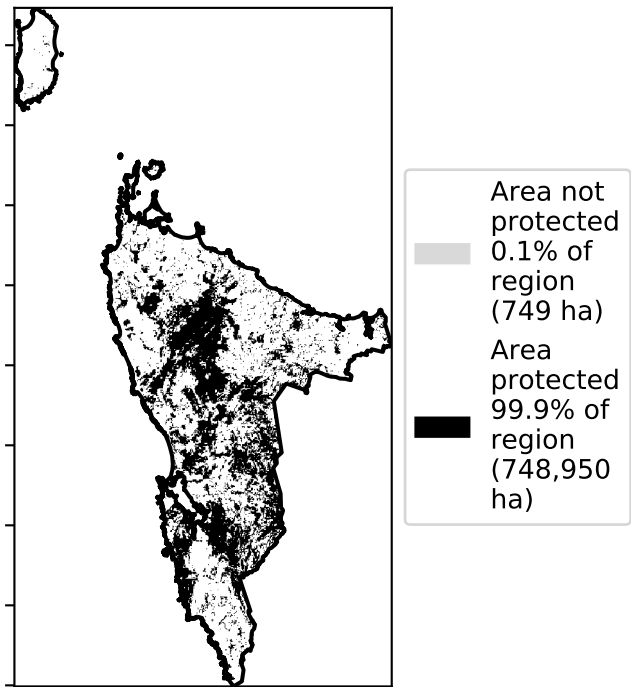 Area not
protected
0.1% of
region
(749 ha)
Area
protected
99.9% of
region
(748,950
ha)